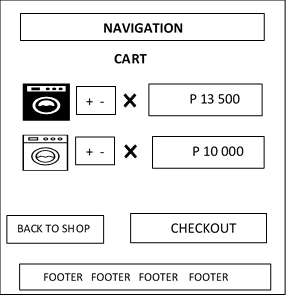 NAVIGATION
CART
+ - × P 13 500
+ - × P 10 000
BACK TO SHOP CHECKOUT
FOOTER FOOTER FOOTER FOOTER